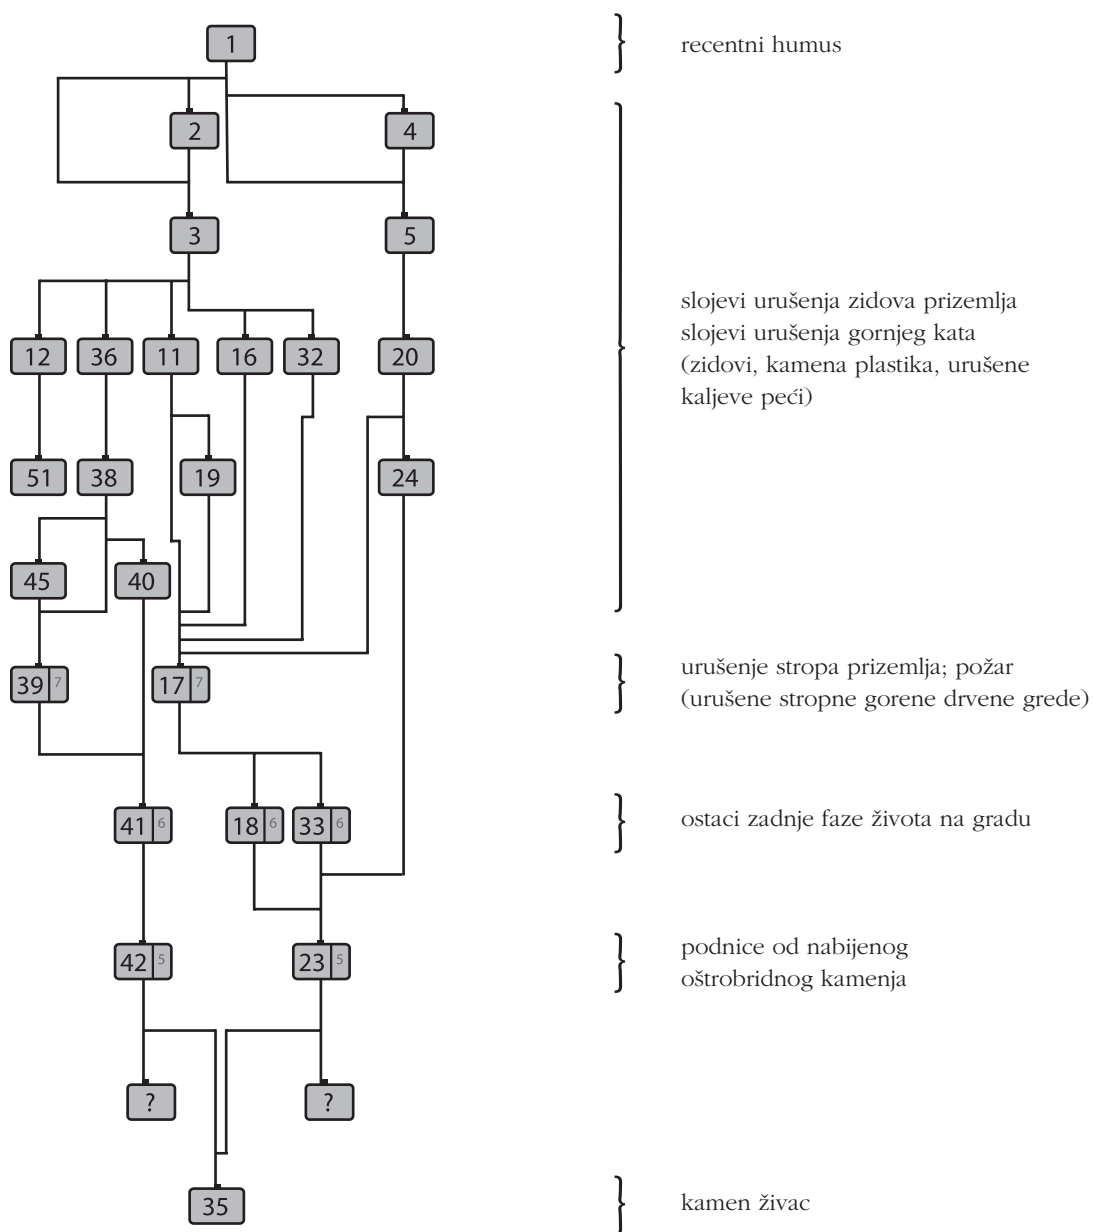 1
recentni humus
2
4
3
5
slojevi urušenja zidova prizemlja
slojevi urušenja gornjeg kata
(zidovi, kamena plastika, urušene
kaljeve peći)
12
36
11
16
32
20
51
38
19
24
45
40
39 7
17 7
urušenje stropa prizemlja; požar
(urušene stropne gorene drvene grede)
41 6
18 6
33 6
ostaci zadnje faze života na gradu
42 5
23 5
podnice od nabijenog
oštrobridnog kamenja
?
?
35
kamen živac